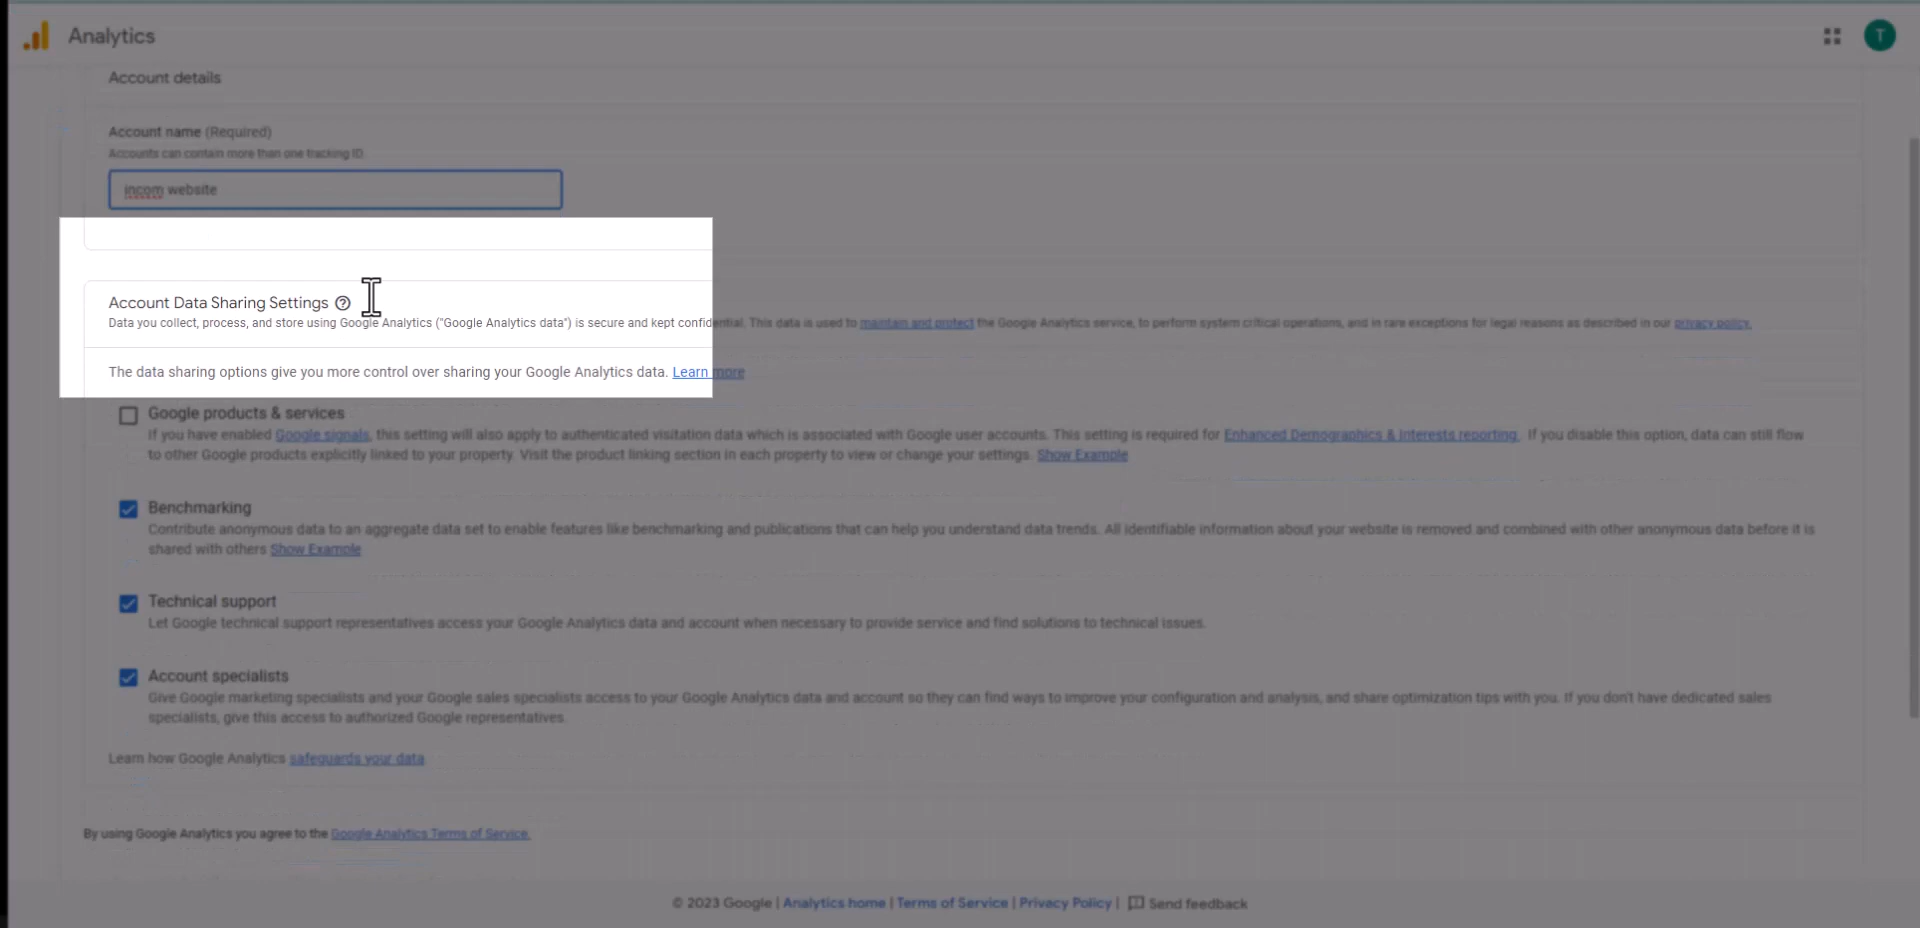 Analytics
T
Account details
Account name (Required)
Accounts can contain more than one tracking ID.
incom website
Account Data Sharing Settings
Data you collect, process, and store using Google Analytics ("Google Analytics data") is secure and kept confidential. This data is used to maintain and protect the Google Analytics service, to perform system critical operations, and in rare exceptions for legal reasons as described in our privacy policy.
The data sharing options give you more control over sharing your Google Analytics data. Learn more
Google products & services
If you have enabled Google signals, this setting will also apply to authenticated visitation data which is associated with Google user accounts. This setting is required for Enhanced Demographics & Interests reporting. If you disable this option, data can still flow
to other Google products explicitly linked to your property. Visit the product linking section in each property to view or change your settings. Show Example
Benchmarking
Contribute anonymous data to an aggregate data set to enable features like benchmarking and publications that can help you understand data trends. All identifiable information about your website is removed and combined with other anonymous data before it is
shared with others Show Example
Technical support
Let Google technical support representatives access your Google Analytics data and account when necessary to provide service and find solutions to technical issues.
Account specialists
Give Google marketing specialists and your Google sales specialists access to your Google Analytics data and account so they can find ways to improve your configuration and analysis, and share optimization tips with you. If you don't have dedicated sales
specialists, give this access to authorized Google representatives.
Learn how Google Analytics safeguards your data
By using Google Analytics you agree to the Google Analytics Terms of Service.
© 2023 Google | Analytics home | Terms of Service | Privacy Policy | Send feedback